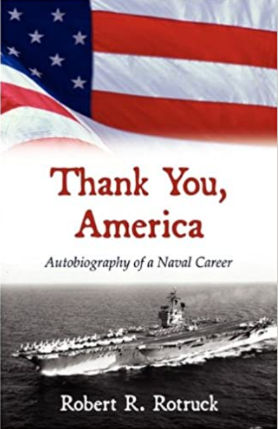 Thank You,
America
Autobiography of a Naval Career
Robert R. Rotruck